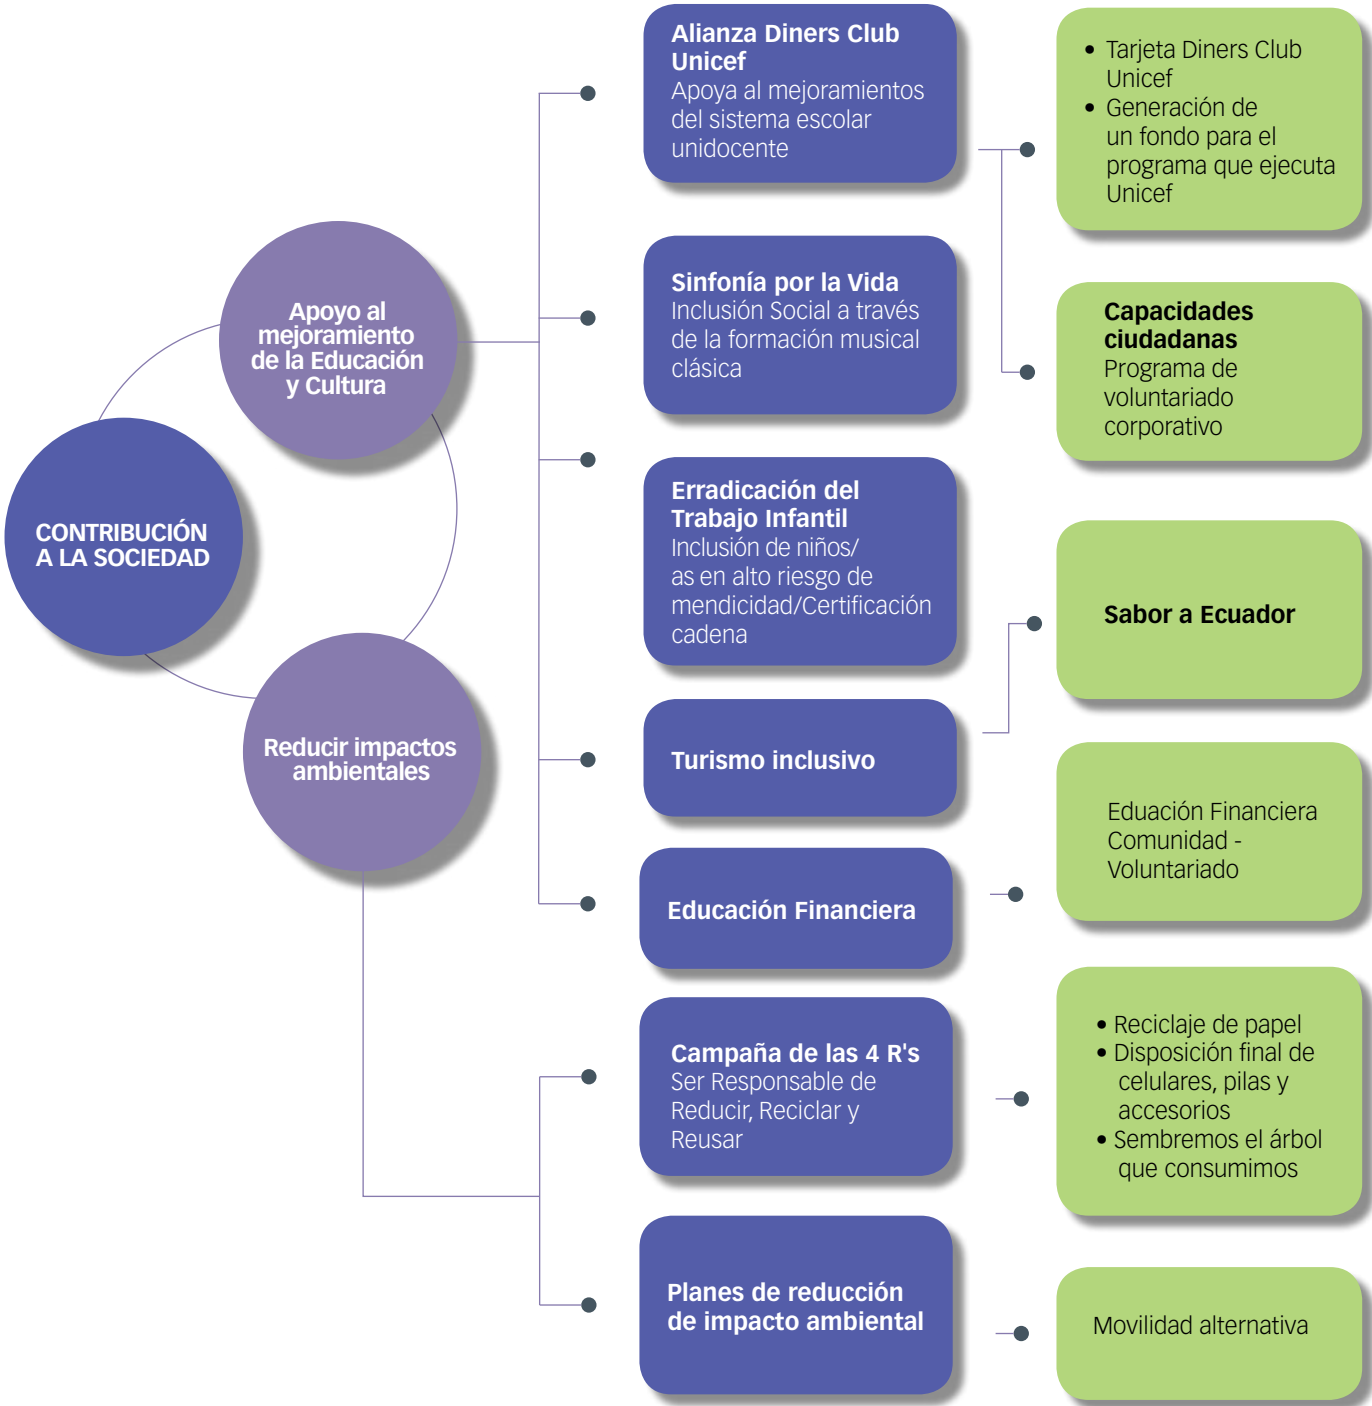 CONTRIBUCIÓN
A LA SOCIEDAD
Apoyo al
mejoramiento
de la Educación
y Cultura
Reducir impactos
ambientales
Alianza Diners Club
Unicef
Apoya al mejoramientos
del sistema escolar
unidocente
• Tarjeta Diners Club
Unicef
• Generación de
un fondo para el
programa que ejecuta
Unicef
Capacidades
ciudadanas
Programa de
voluntariado
corporativo
Sinfonía por la Vida
Inclusión Social a través
de la formación musical
clásica
Erradicación del
Trabajo Infantil
Inclusión de niños/
as en alto riesgo de
mendicidad/Certificación
cadena
Turismo inclusivo
Sabor a Ecuador
Educación Financiera
Eduación Financiera
Comunidad -
Voluntariado
Campaña de las 4 R's
Ser Responsable de
Reducir, Reciclar y
Reusar
• Reciclaje de papel
• Disposición final de
celulares, pilas y
accesorios
• Sembremos el árbol
que consumimos
Planes de reducción
de impacto ambiental
Movilidad alternativa